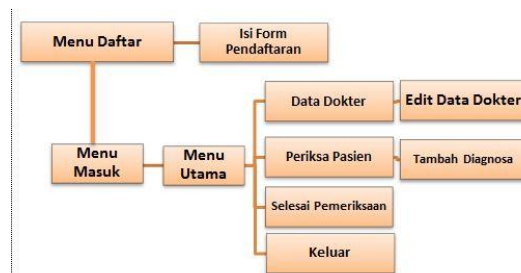 Menu Daftar
Isi Form
Pendaftaran
Data Dokter
Edit Data Dokter
Menu
Masuk
Menu
Utama
Periksa Pasien
Tambah Diagnosa
Selesai Pemeriksaan
Keluar